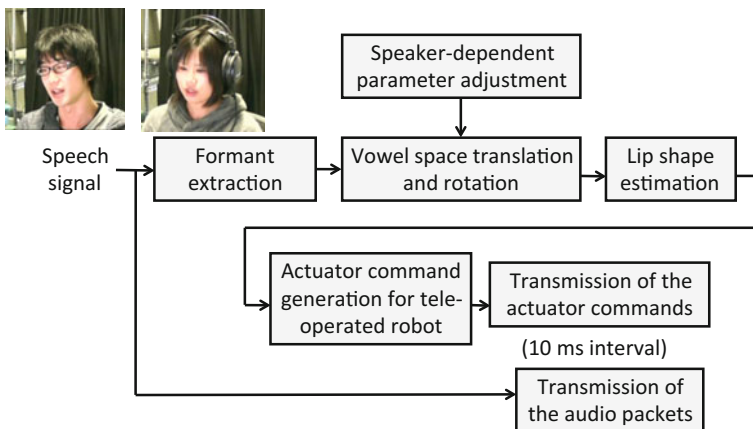 Speaker-dependent
parameter adjustment
Speech
signal
Formant
extraction
Vowel space translation
and rotation
Lip shape
estimation
Actuator command
generation for tele-
operated robot
Transmission of the
actuator commands
(10 ms interval)
Transmission of
the audio packets